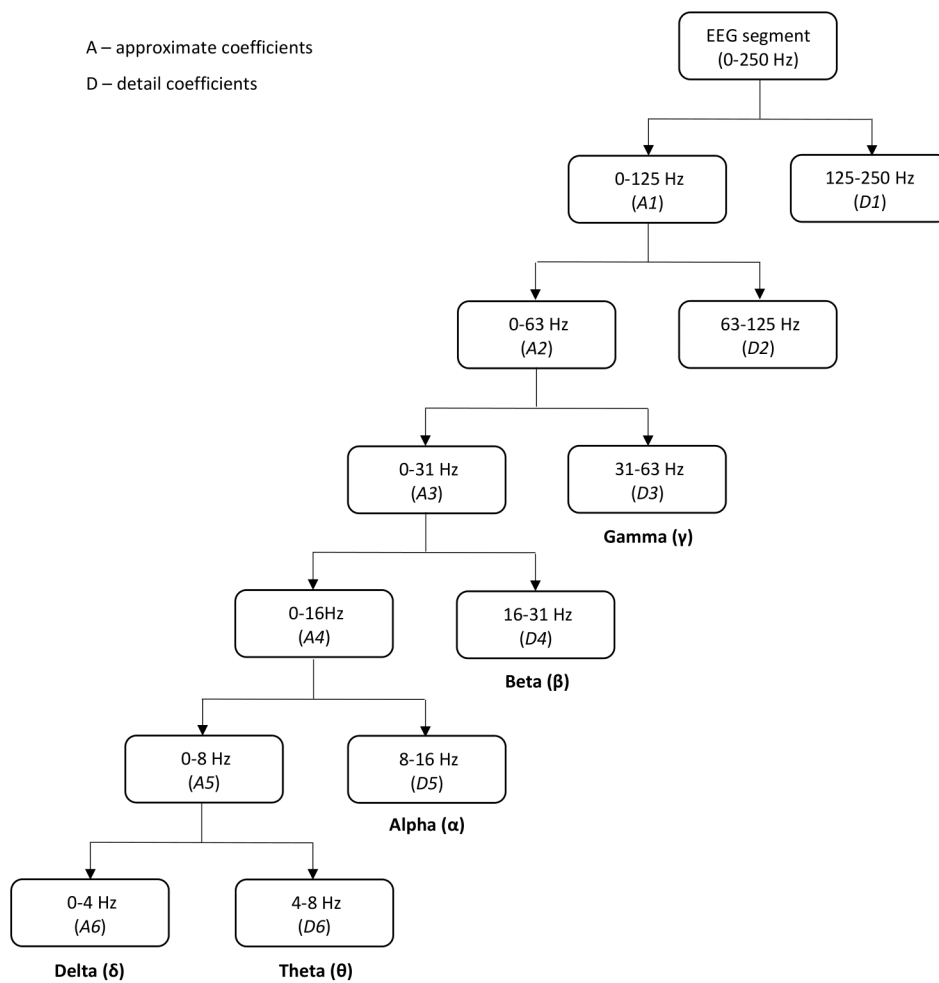 A – approximate coefficients
D – detail coefficients
EEG segment
(0-250 Hz)
0-125 Hz
(A1)
125-250 Hz
(D1)
0-63 Hz
(A2)
63-125 Hz
(D2)
0-31 Hz
(A3)
31-63 Hz
(D3)
Gamma (γ)
0-16Hz
(A4)
16-31 Hz
(D4)
Beta (β)
0-8 Hz
(A5)
8-16 Hz
(D5)
Alpha (α)
0-4 Hz
(A6)
4-8 Hz
(D6)
Delta (δ)
Theta (θ)